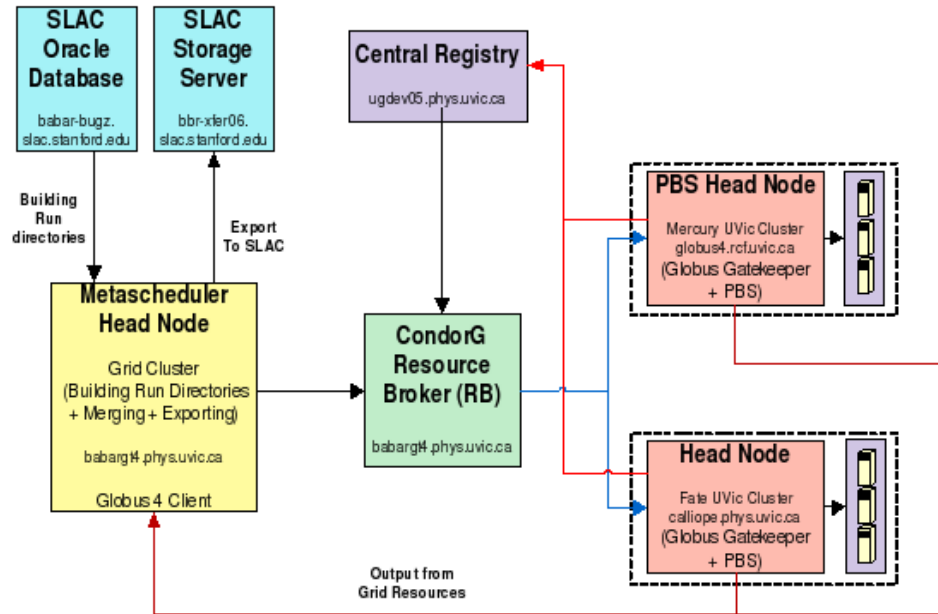 SLAC
Oracle
Database
babar-bugz.
slac.stanford.edu
SLAC
Storage
Server
bbr-xfer06.
slac.stanford.edu
Central Registry
ugdev05.phys.uvic.ca
Building
Run
directories
Export
To SLAC
PBS Head Node
Mercury UVic Cluster
globus4.rcf.uvic.ca
(Globus Gatekeeper
+ PBS)
Metascheduler
Head Node
Grid Cluster
(Building Run Directories
+ Merging + Exporting)
babargt4.phys.uvic.ca
Globus 4 Client
CondorG
Resource
Broker (RB)
babargt4.phys.uvic.ca
Head Node
Fate UVic Cluster
calliope.phys.uvic.ca
(Globus Gatekeeper
+ PBS)
Output from
Grid Resources